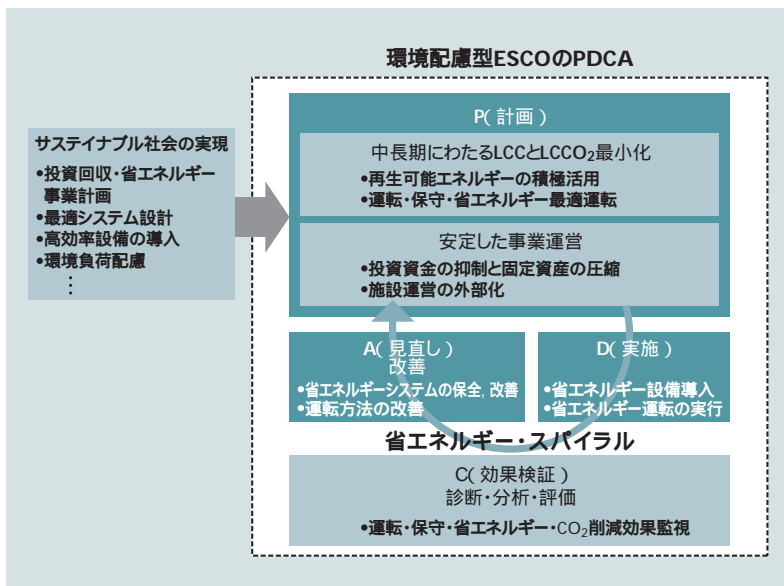 環境配慮型ESCOのPDCA
サステイナブル社会の実現
•投資回収・省エネルギー
事業計画
•最適システム設計
•高効率設備の導入
•環境負荷配慮
⋮
P(計画)
中長期にわたるLCCとLCCO₂最小化
•再生可能エネルギーの積極活用
•運転・保守・省エネルギー最適運転
安定した事業運営
•投資資金の抑制と固定資産の圧縮
•施設運営の外部化
A(見直し)
改善
•省エネルギーシステムの保全, 改善
•運転方法の改善
D(実施)
•省エネルギー設備導入
•省エネルギー運転の実行
省エネルギー・スパイラル
C(効果検証)
診断・分析・評価
•運転・保守・省エネルギー・CO₂削減効果監視